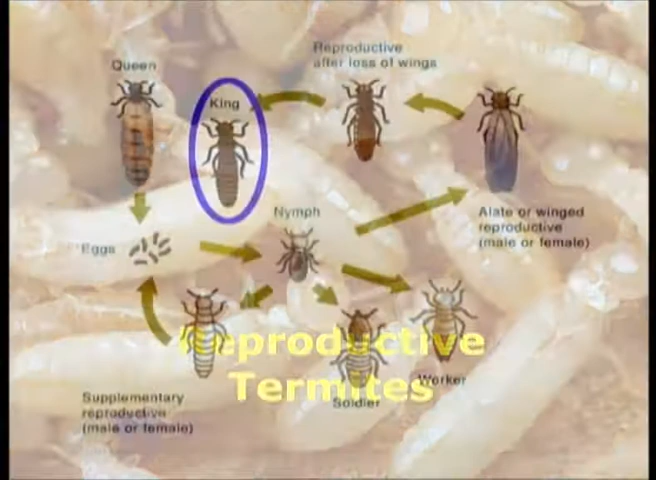 Queen
King
Reproductive
after loss of wings
Alate or winged
reproductive
(male or female)
Nymph
Eggs
Supplementary
reproductive
(male or female)
Soldier
Worker
Reproductive
Termites